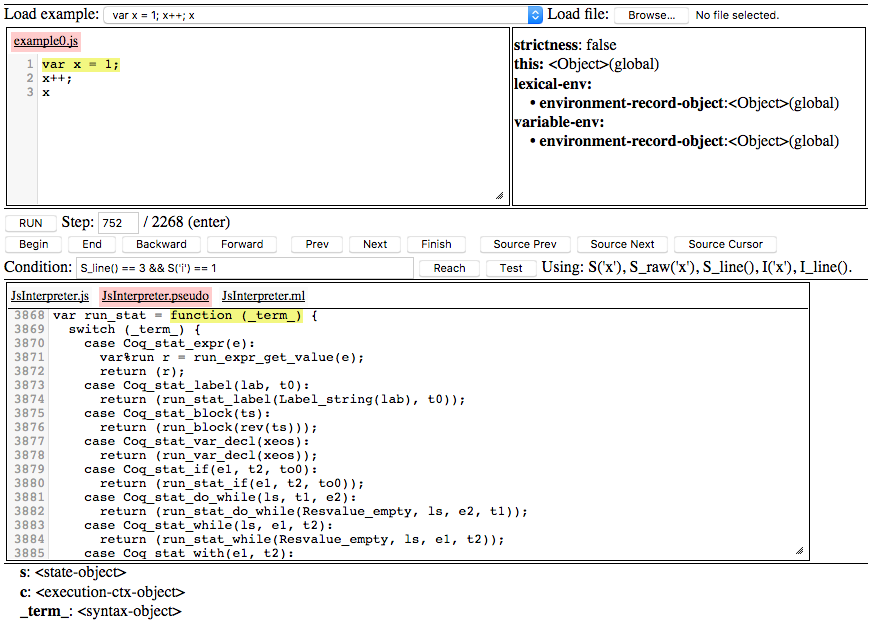 Load example: var x = 1; x++; x Load file: Browse... No file selected.
example0.js
1 var x = 1;
2 x++;
3 x
strictness: false
this: <Object>(global)
lexical-env:
• environment-record-object:<Object>(global)
variable-env:
• environment-record-object:<Object>(global)
RUN Step: 752 / 2268 (enter)
Begin End Backward Forward Prev Next Finish Source Prev Source Next Source Cursor
Condition: S_line() == 3 && S('i') == 1 Reach Test Using: S('x'), S_raw('x'), S_line(), I('x'), I_line().
JsInterpreter.js JsInterpreter.pseudo JsInterpreter.ml
3868 var run_stat = function (_term_) {
3869 switch (_term_) {
3870 case Coq_stat_expr(e):
3871 var%run r = run_expr_get_value(e);
3872 return (r);
3873 case Coq_stat_label(lab, t0):
3874 return (run_stat_label(Label_string(lab), t0));
3875 case Coq_stat_block(ts):
3876 return (run_block(rev(ts)));
3877 case Coq_stat_var_decl(xeos):
3878 return (run_var_decl(xeos));
3879 case Coq_stat_if(e1, t2, to0):
3880 return (run_stat_if(e1, t2, to0));
3881 case Coq_stat_do_while(ls, t1, e2):
3882 return (run_stat_do_while(Resvalue_empty, ls, e2, t1));
3883 case Coq_stat_while(ls, e1, t2):
3884 return (run_stat_while(Resvalue_empty, ls, e1, t2));
3885 case Coq_stat_with(e1, t2):
s: <state-object>
c: <execution-ctx-object>
_term_: <syntax-object>